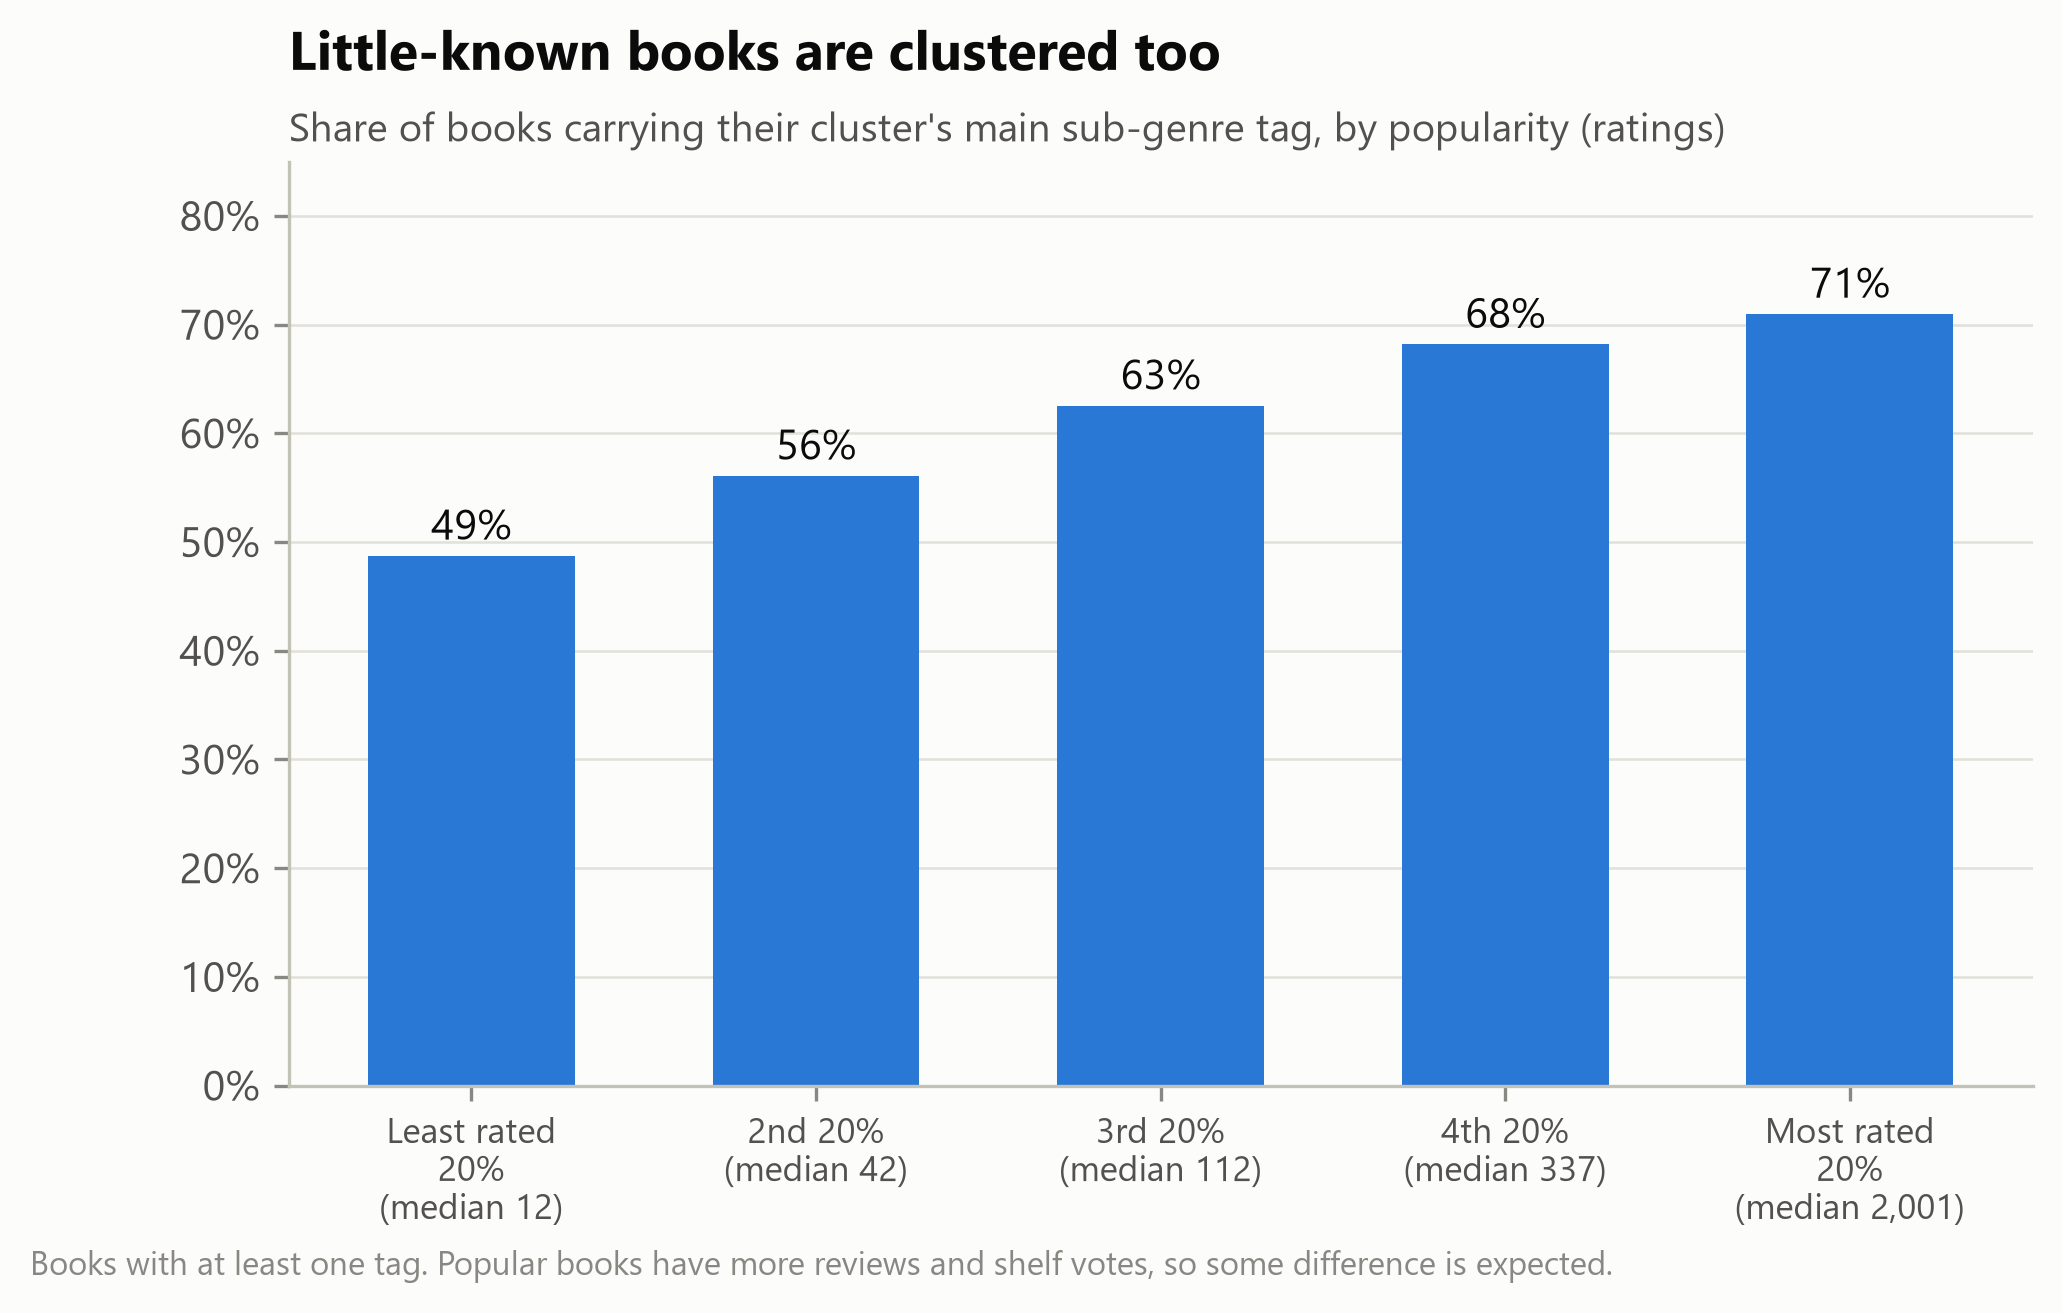 Little-known books are clustered too
Share of books carrying their cluster's main sub-genre tag, by popularity (ratings)
80%
70%
60%
50%
40%
30%
20%
10%
0%
49%
56%
63%
68%
71%
Least rated
20%
(median 12)
2nd 20%
(median 42)
3rd 20%
(median 112)
4th 20%
(median 337)
Most rated
20%
(median 2,001)
Books with at least one tag. Popular books have more reviews and shelf votes, so some difference is expected.